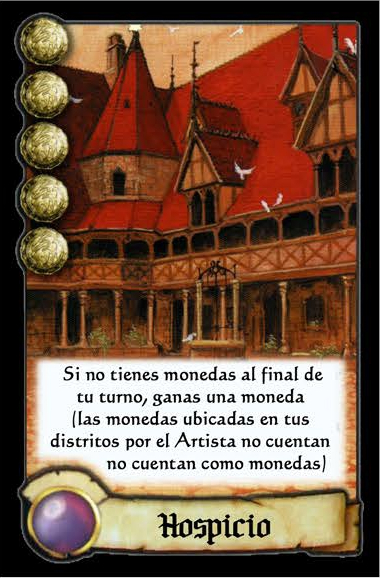 Si no tienes monedas al final de
tu turno, ganas una moneda
(las monedas ubicadas en tus
distritos por el Artista no cuentan
no cuentan como monedas)
Hospicio